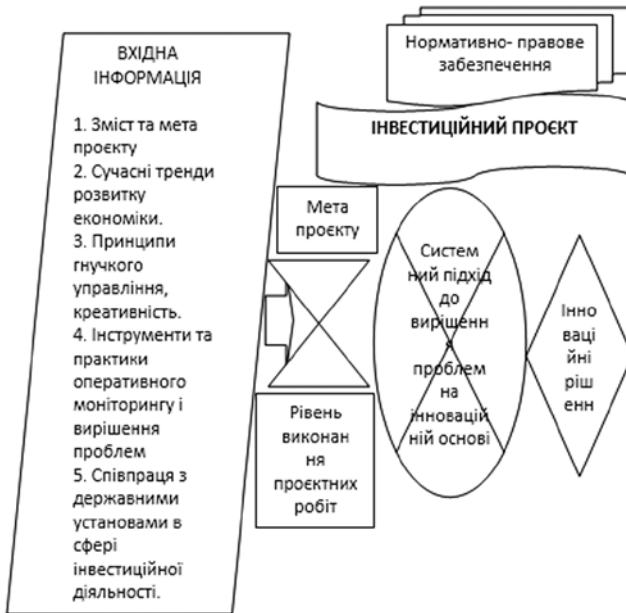 ВХІДНА
ІНФОРМАЦІЯ
1. Зміст та мета
проєкту
2. Сучасні тренди
розвитку
економіки.
3. Принципи
гнучкого
управління,
креативність.
4. Інструменти та
практики
оперативного
моніторингу і
вирішення
проблем
5. Співпраця з
державними
установами в
сфері
інвестиційної
діяльності.
Нормативно- правове
забезпечення
ІНВЕСТИЦІЙНИЙ ПРОЄКТ
Мета
проєкту
Рівень
виконан
ня
проєктних
робіт
Систем
ний підхід
до
вирішенн
я
проблем
на
інновацій
ній основі
Інно
ваці
йні
ріш
енн